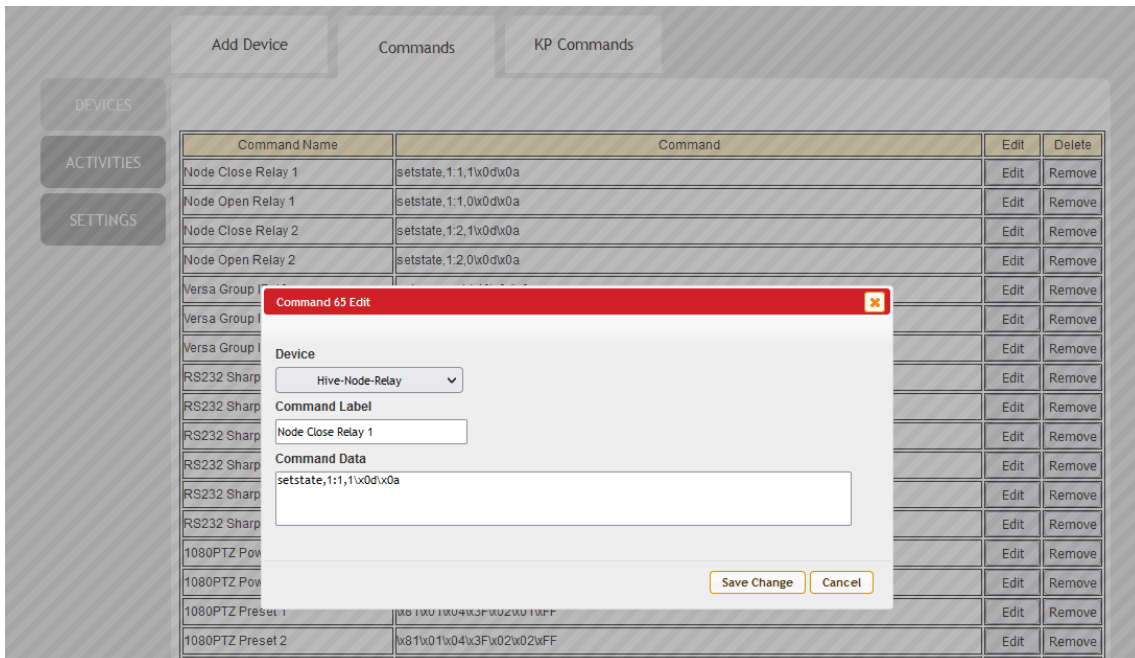 Add Device Commands KP Commands
DEVICES
ACTIVITIES
SETTINGS
Command Name Command Edit Delete
Node Close Relay 1 setstate,1:1,1\x0d\x0a Edit Remove
Node Open Relay 1 setstate,1:1,0\x0d\x0a Edit Remove
Node Close Relay 2 setstate,1:2,1\x0d\x0a Edit Remove
Node Open Relay 2 setstate,1:2,0\x0d\x0a Edit Remove
Versa Group Edit Remove
Versa Group Edit Remove
Versa Group Edit Remove
RS232 Sharp Edit Remove
RS232 Sharp Edit Remove
RS232 Sharp Edit Remove
RS232 Sharp Edit Remove
RS232 Sharp Edit Remove
RS232 Sharp Edit Remove
1080PTZ Pow Edit Remove
1080PTZ Pow Edit Remove
1080PTZ Preset 1 \x81\x01\x04\x3F\x02\x01\xFF Edit Remove
1080PTZ Preset 2 \x81\x01\x04\x3F\x02\x02\xFF Edit Remove
Command 65 Edit
Device
Hive-Node-Relay
Command Label
Node Close Relay 1
Command Data
setstate,1:1,1\x0d\x0a
Save Change Cancel